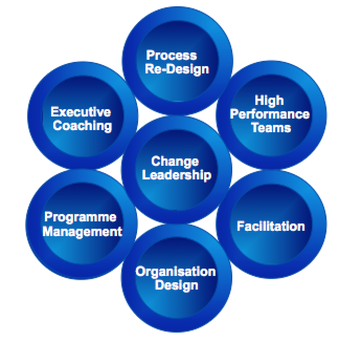 Process
Re-Design
Executive
Coaching
High
Performance
Teams
Change
Leadership
Programme
Management
Facilitation
Organisation
Design